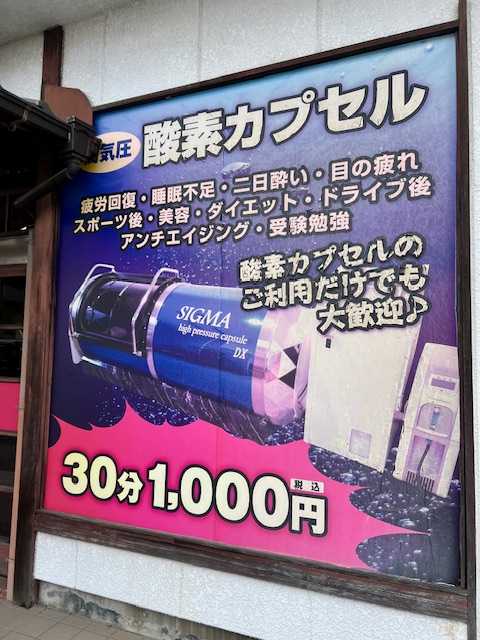 気圧
酸素カプセル
疲労回復・睡眠不足・二日酔い・目の疲れ
スポーツ後・美容・ダイエット・ドライブ後
アンチエイジング・受験勉強
酸素カプセルの
ご利用だけでも
大歓迎♪
SIGMA
high pressure capsule
DX
30分1,000円
税込